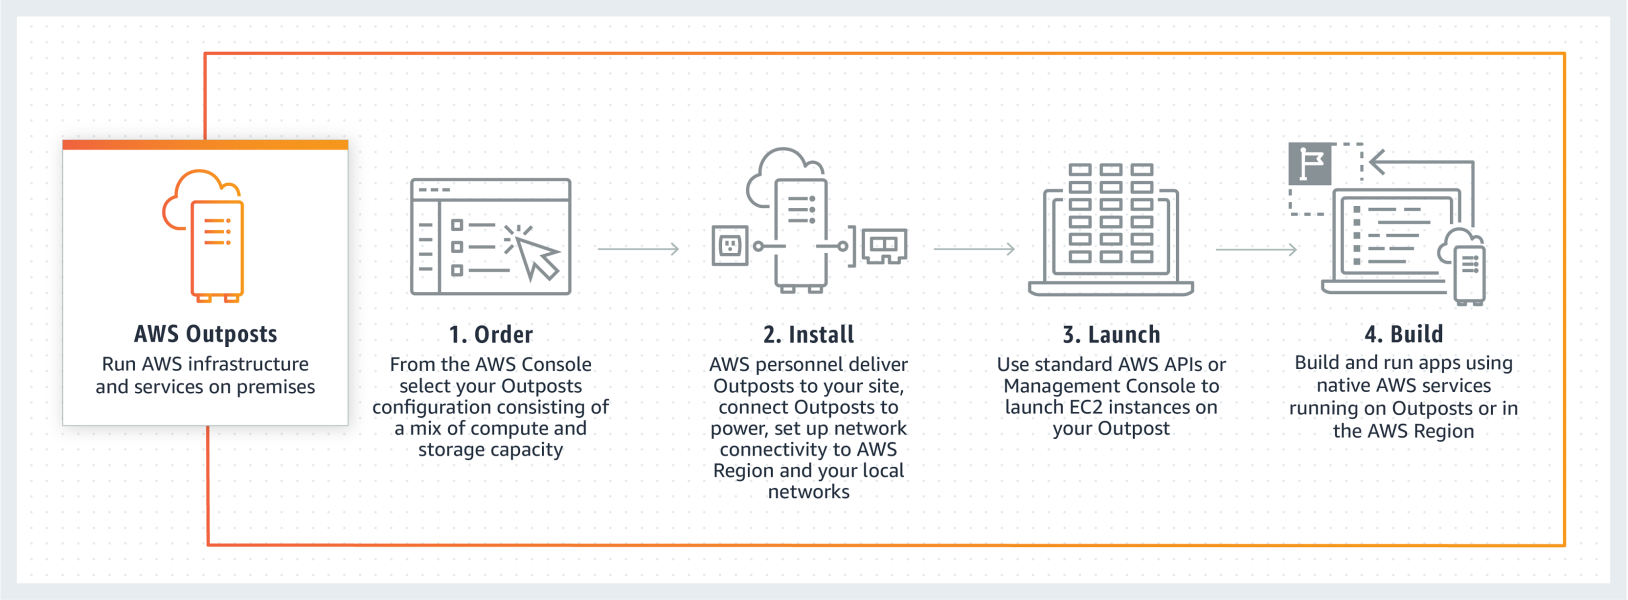 AWS Outposts
Run AWS infrastructure
and services on premises
1. Order
From the AWS Console
select your Outposts
configuration consisting of
a mix of compute and
storage capacity
2. Install
AWS personnel deliver
Outposts to your site,
connect Outposts to
power, set up network
connectivity to AWS
Region and your local
networks
3. Launch
Use standard AWS APIs or
Management Console to
launch EC2 instances on
your Outpost
4. Build
Build and run apps using
native AWS services
running on Outposts or in
the AWS Region